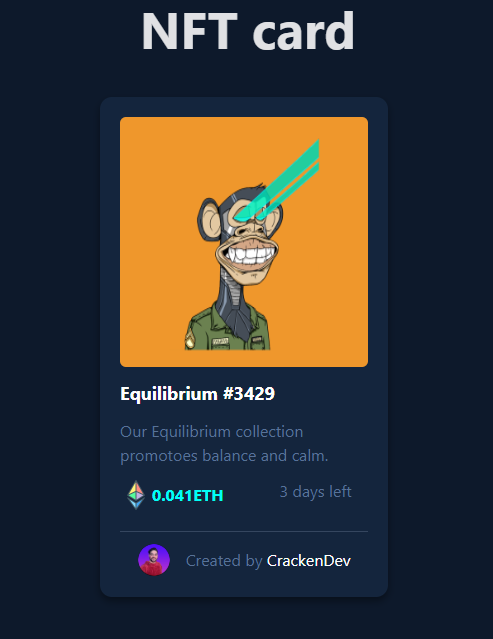 NFT card
Equilibrium #3429
Our Equilibrium collection
promotoes balance and calm.
0.041ETH
3 days left
Created by CrackenDev